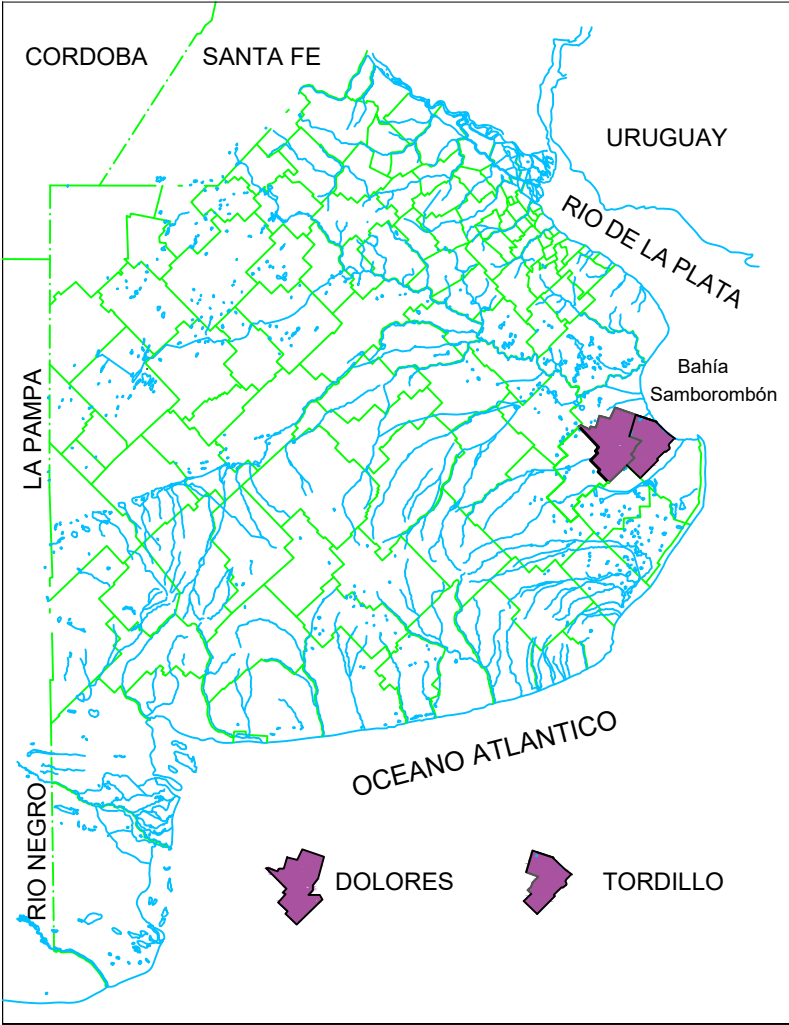 CORDOBA
SANTA FE
URUGUAY
RIO DE LA PLATA
Bahía
Samborombón
LA PAMPA
OCEANO ATLANTICO
RIO NEGRO
DOLORES
TORDILLO